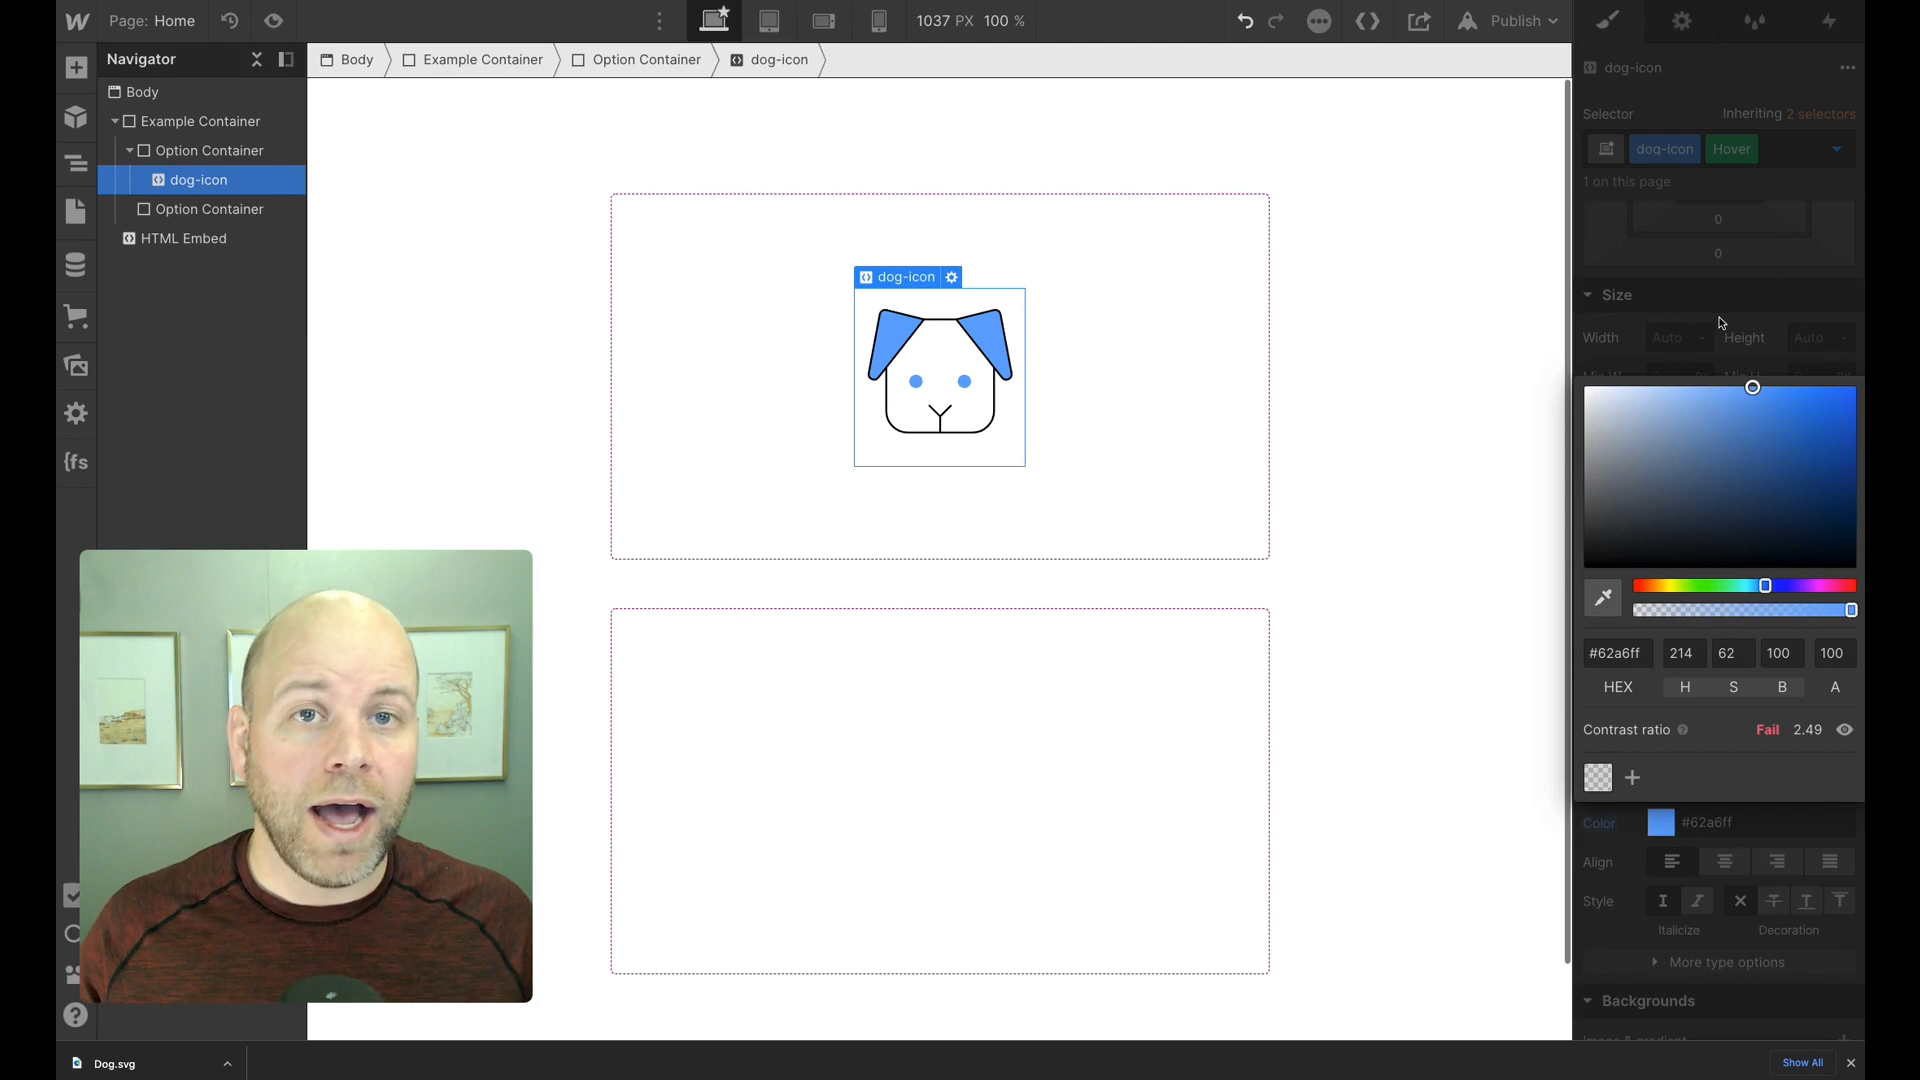 Page: Home
1037 PX 100 %
Publish
Navigator
Body
Example Container
Option Container
dog-icon
dog-icon
Body
Example Container
Option Container
dog-icon
Option Container
HTML Embed
{fs
dog-icon
Selector
Inheriting 2 selectors
dog-icon
Hover
1 on this page
0
0
Size
Width Auto - Height Auto -
#62a6ff 214 62 100 100
HEX H S B A
Contrast ratio Fail 2.49
Color #62a6ff
Align
Style
Italicize Decoration
More type options
Backgrounds
Dog.svg
Show All